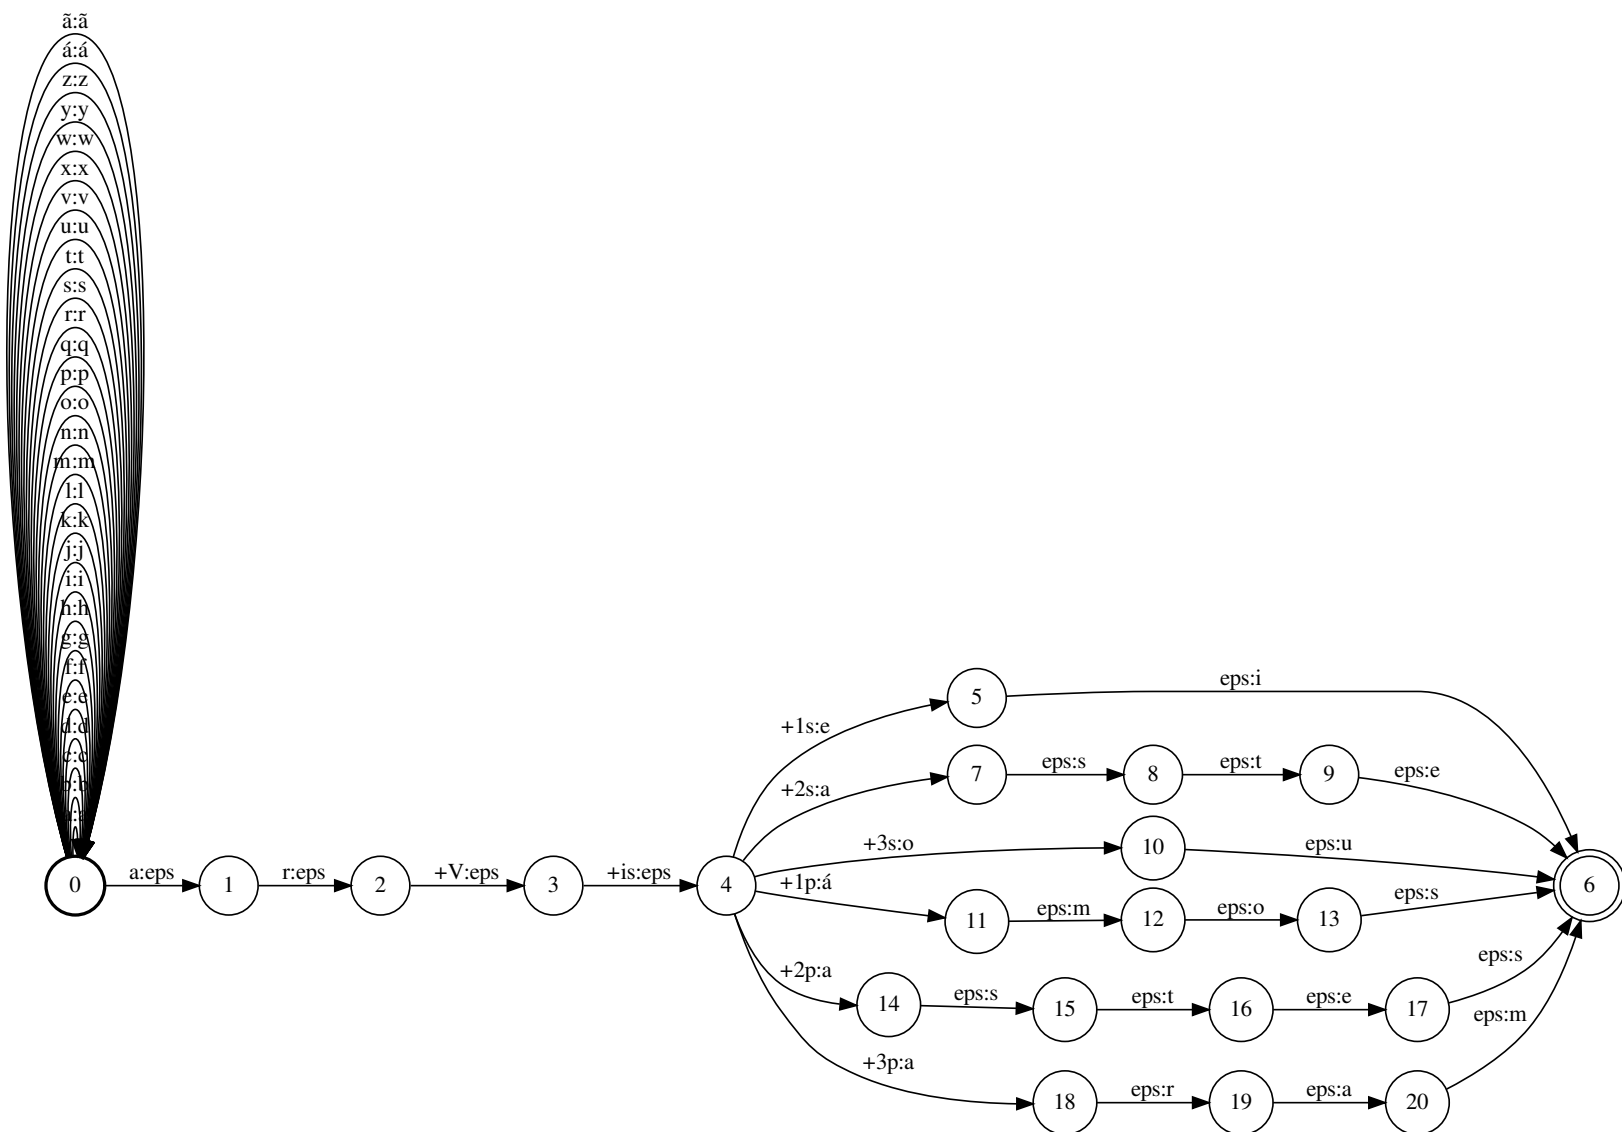 ã:ã
á:á
z:z
y:y
w:w
x:x
v:v
u:u
t:t
s:s
r:r
q:q
p:p
o:o
n:n
m:m
l:l
k:k
j:j
i:i
h:h
g:g
f:f
e:e
d:d
c:c
b:b
0 a:eps 1 r:eps 2 +V:eps 3 +is:eps 4
+1s:e 5 eps:i
+2s:a 7 eps:s 8 eps:t 9 eps:e
+3s:o 10 eps:u 6
+1p:á 11 eps:m 12 eps:o 13 eps:s
+2p:a 14 eps:s 15 eps:t 16 eps:e 17 eps:s
+3p:a 18 eps:r 19 eps:a 20 eps:m